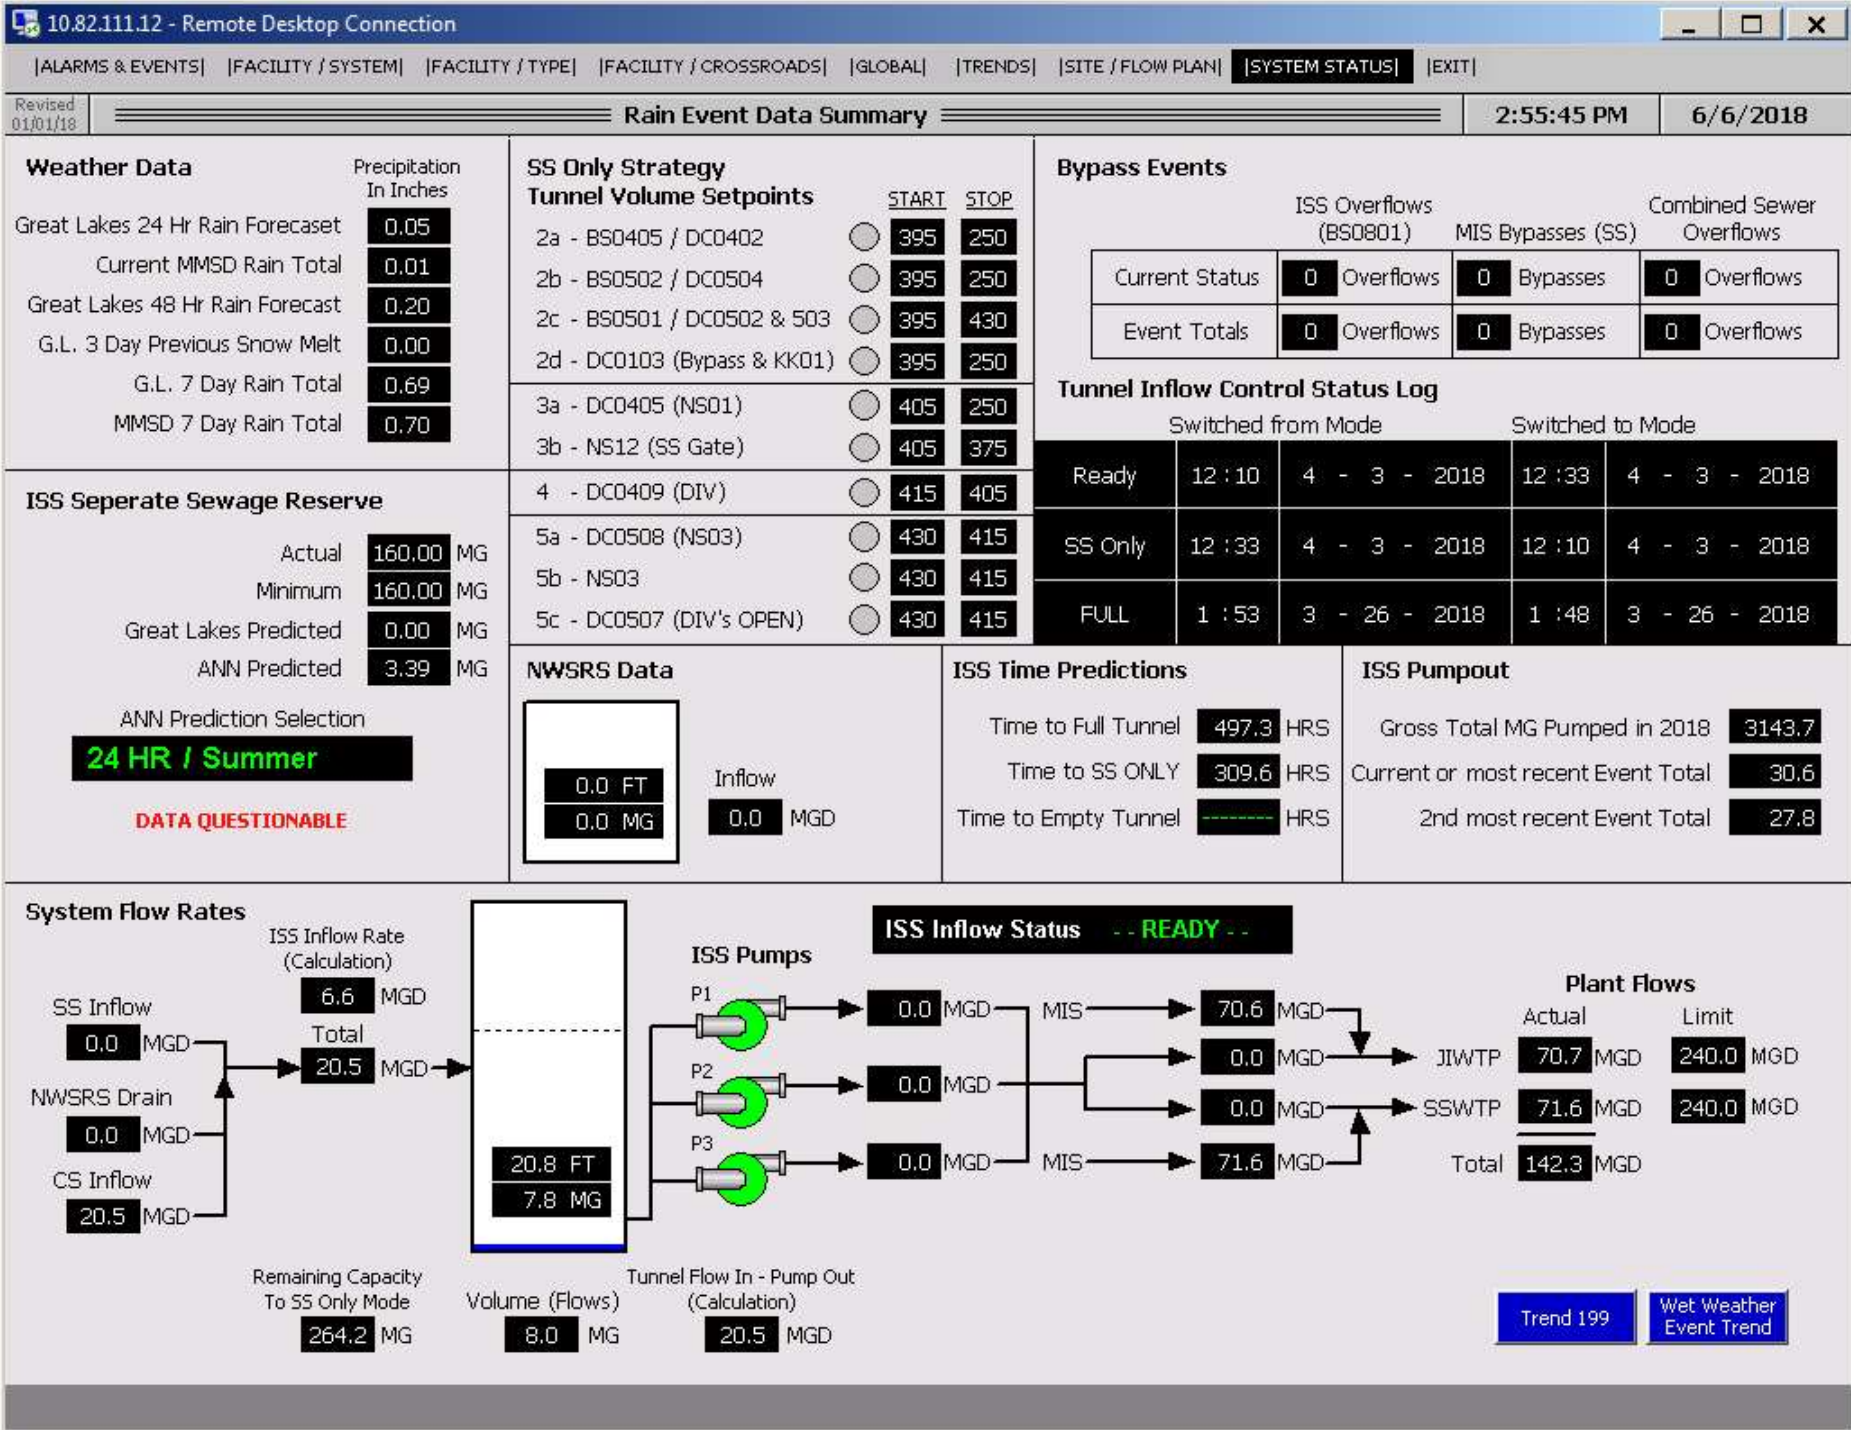 10.82.111.12 - Remote Desktop Connection
|ALARMS & EVENTS| |FACILITY / SYSTEM| |FACILITY / TYPE| |FACILITY / CROSSROADS| |GLOBAL| |TRENDS| |SITE / FLOW PLAN| |SYSTEM STATUS| |EXIT|
Revised
01/01/18
Rain Event Data Summary
2:55:45 PM
6/6/2018
Weather Data
Precipitation
In Inches
Great Lakes 24 Hr Rain Forecaset 0.05
Current MMSD Rain Total 0.01
Great Lakes 48 Hr Rain Forecast 0.20
G.L. 3 Day Previous Snow Melt 0.00
G.L. 7 Day Rain Total 0.69
MMSD 7 Day Rain Total 0.70
ISS Seperate Sewage Reserve
Actual 160.00 MG
Minimum 160.00 MG
Great Lakes Predicted 0.00 MG
ANN Predicted 3.39 MG
ANN Prediction Selection
24 HR / Summer
DATA QUESTIONABLE
SS Only Strategy
Tunnel Volume Setpoints START STOP
2a - BS0405 / DC0402 395 250
2b - BS0502 / DC0504 395 250
2c - BS0501 / DC0502 & 503 395 430
2d - DC0103 (Bypass & KK01) 395 250
3a - DC0405 (NS01) 405 250
3b - NS12 (SS Gate) 405 375
4 - DC0409 (DIV) 415 405
5a - DC0508 (NS03) 430 415
5b - NS03 430 415
5c - DC0507 (DIV's OPEN) 430 415
Bypass Events
ISS Overflows
(BS0801)
MIS Bypasses (SS)
Combined Sewer
Overflows
Current Status 0 Overflows 0 Bypasses 0 Overflows
Event Totals 0 Overflows 0 Bypasses 0 Overflows
Tunnel Inflow Control Status Log
Switched from Mode Switched to Mode
Ready 12 : 10 4 - 3 - 2018 12 : 33 4 - 3 - 2018
SS Only 12 : 33 4 - 3 - 2018 12 : 10 4 - 3 - 2018
FULL 1 : 53 3 - 26 - 2018 1 : 48 3 - 26 - 2018
NWSRS Data
0.0 FT
0.0 MG
Inflow
0.0 MGD
ISS Time Predictions
Time to Full Tunnel 497.3 HRS
Time to SS ONLY 309.6 HRS
Time to Empty Tunnel -------- HRS
ISS Pumpout
Gross Total MG Pumped in 2018 3143.7
Current or most recent Event Total 30.6
2nd most recent Event Total 27.8
System Flow Rates
ISS Inflow Rate
(Calculation)
6.6 MGD
SS Inflow
0.0 MGD
Total
20.5 MGD
NWSRS Drain
0.0 MGD
CS Inflow
20.5 MGD
20.8 FT
7.8 MG
ISS Inflow Status - - READY - -
ISS Pumps
P1 0.0 MGD
P2 0.0 MGD
P3 0.0 MGD
MIS 70.6 MGD
0.0 MGD
0.0 MGD
MIS 71.6 MGD
Plant Flows
Actual Limit
JIWTP 70.7 MGD 240.0 MGD
SSWTP 71.6 MGD 240.0 MGD
Total 142.3 MGD
Remaining Capacity
To SS Only Mode
264.2 MG
Volume (Flows)
8.0 MG
Tunnel Flow In - Pump Out
(Calculation)
20.5 MGD
Trend 199
Wet Weather
Event Trend